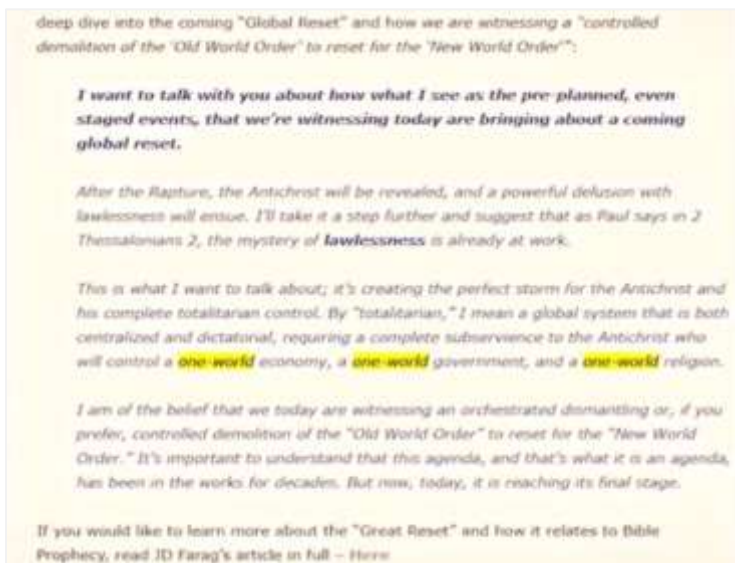 deep dive into the coming "Global Reset" and how we are witnessing a "controlled
demolition of the 'Old World Order' to reset for the 'New World Order'":
I want to talk with you about how what I see as the pre-planned, even
staged events, that we're witnessing today are bringing about a coming
global reset.
After the Rapture, the Antichrist will be revealed, and a powerful delusion with
lawlessness will ensue. I'll take it a step further and suggest that as Paul says in 2
Thessalonians 2, the mystery of lawlessness is already at work.
This is what I want to talk about; it's creating the perfect storm for the Antichrist and
his complete totalitarian control. By "totalitarian," I mean a global system that is both
centralized and dictatorial, requiring a complete subservience to the Antichrist who
will control a one-world economy, a one-world government, and a one-world religion.
I am of the belief that we today are witnessing an orchestrated dismantling or, if you
prefer, controlled demolition of the "Old World Order" to reset for the "New World
Order." It's important to understand that this agenda, and that's what it is an agenda,
has been in the works for decades. But now, today, it is reaching its final stage.
If you would like to learn more about the "Great Reset" and how it relates to Bible
Prophecy, read JD Farag's article in full – Here